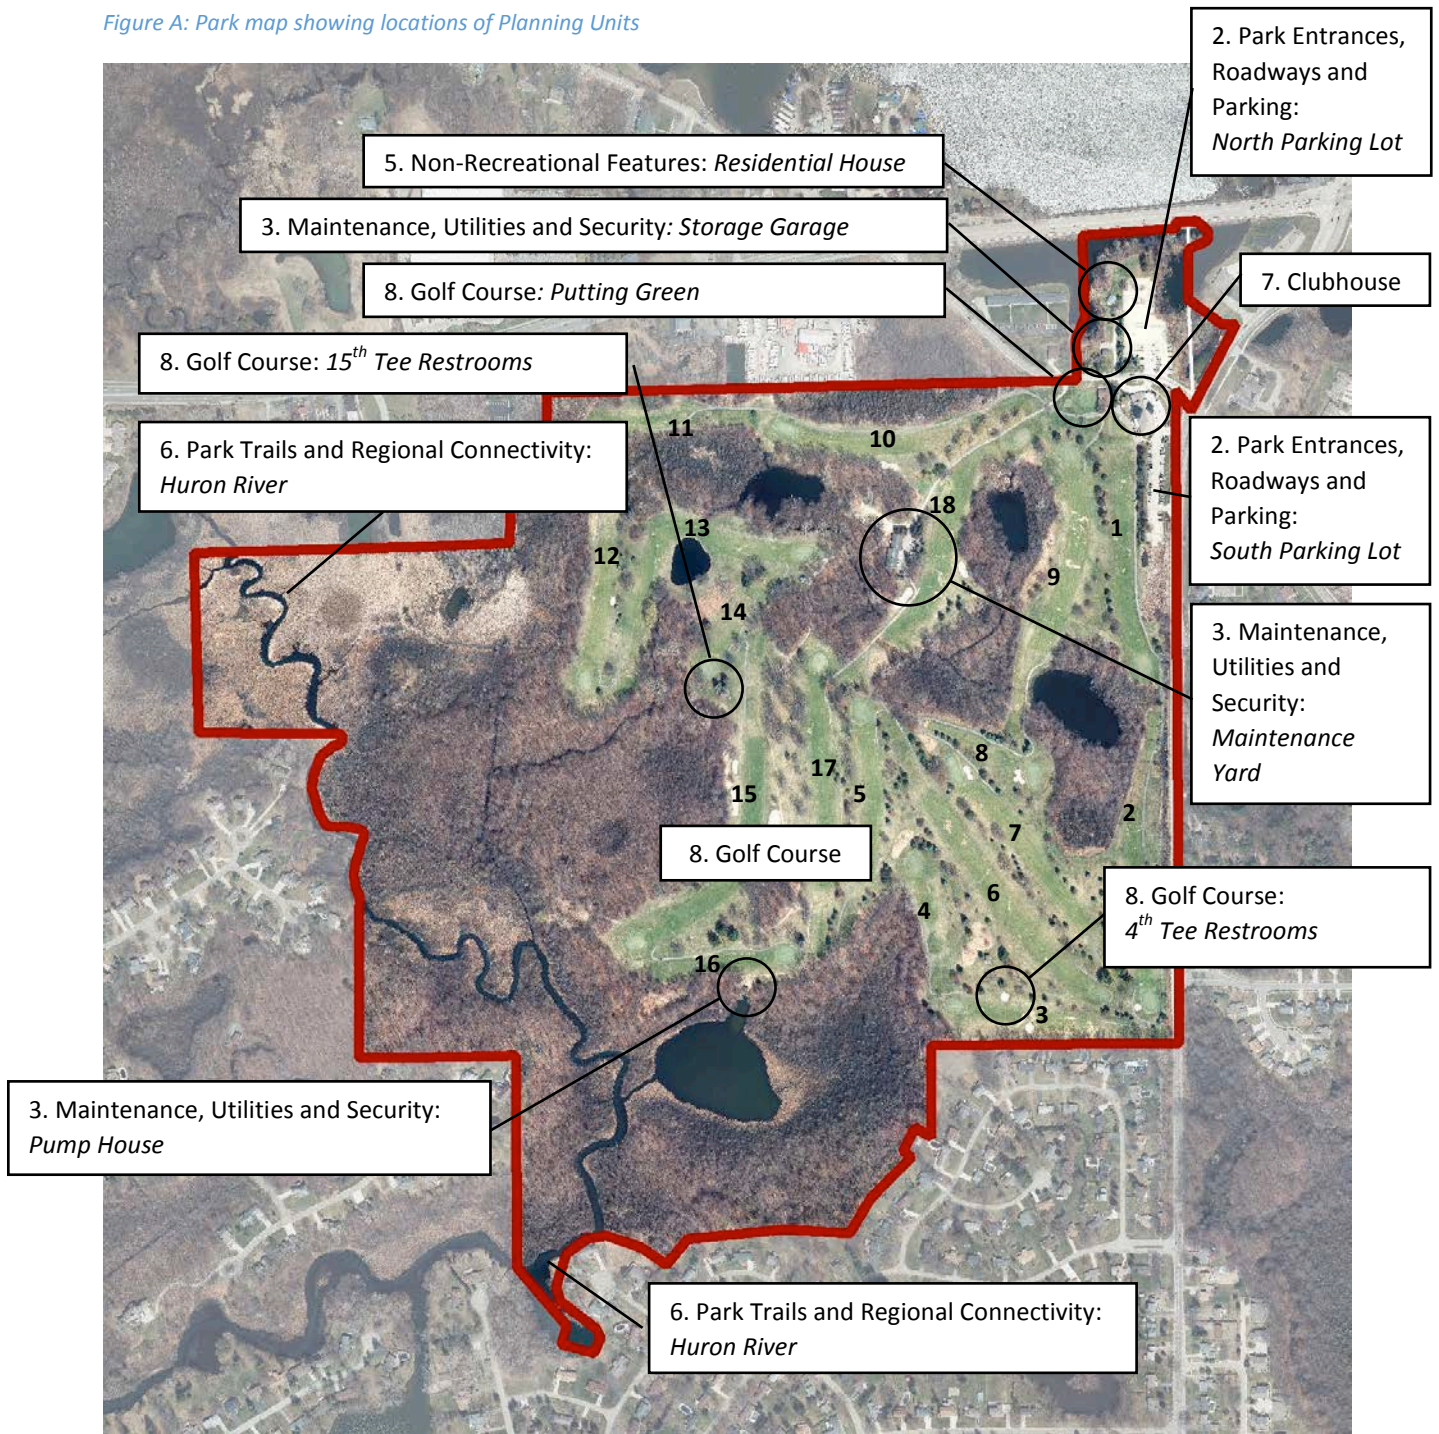 Figure A: Park map showing locations of Planning Units
2. Park Entrances,
Roadways and
Parking:
North Parking Lot
5. Non-Recreational Features: Residential House
3. Maintenance, Utilities and Security: Storage Garage
8. Golf Course: Putting Green
7. Clubhouse
8. Golf Course: 15th Tee Restrooms
6. Park Trails and Regional Connectivity:
Huron River
2. Park Entrances,
Roadways and
Parking:
South Parking Lot
11
10
18
1
13
12
9
14
3. Maintenance,
Utilities and
Security:
Maintenance
Yard
8
17
5
15
2
7
8. Golf Course
6
4
8. Golf Course:
4th Tee Restrooms
16
3
3. Maintenance, Utilities and Security:
Pump House
6. Park Trails and Regional Connectivity:
Huron River